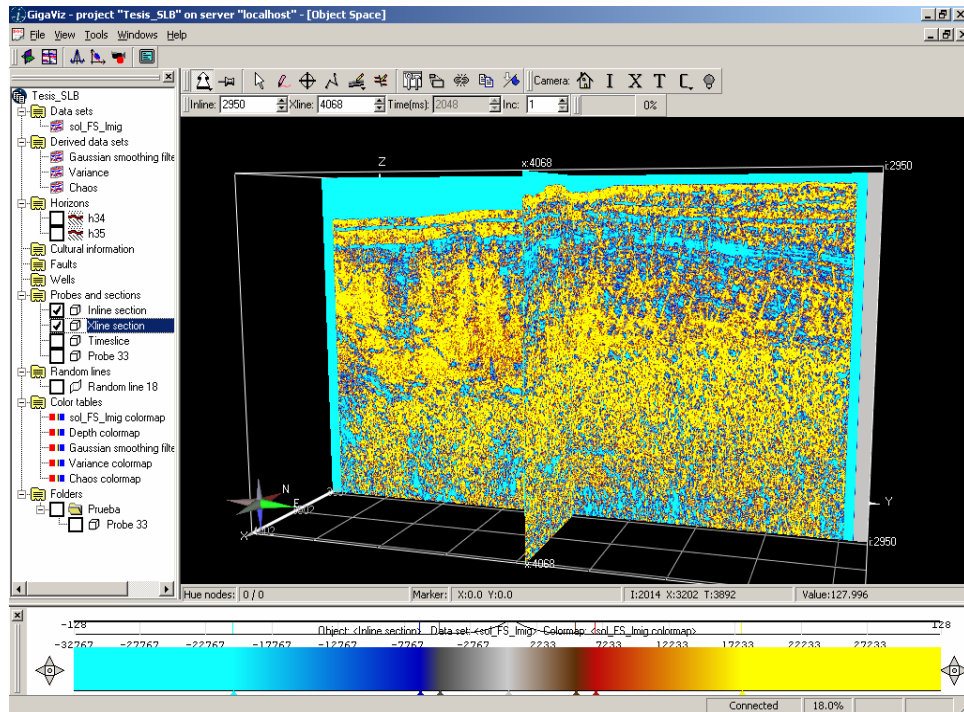 GigaViz - project "Tesis_SLB" on server "localhost" - [Object Space]
File View Tools Windows Help
Camera: I X T C
Inline: 2950 Xline: 4068 Time(ms): 2048 Inc: 1 0%
Tesis_SLB
Data sets
sol_FS_Imig
Derived data sets
Gaussian smoothing filte
Variance
Chaos
Horizons
h34
h35
Cultural information
Faults
Wells
Probes and sections
Inline section
Xline section
Timeslice
Probe 33
Random lines
Random line 18
Color tables
sol_FS_Imig colormap
Depth colormap
Gaussian smoothing filte
Variance colormap
Chaos colormap
Folders
Prueba
Probe 33
Z x:4068 i:2950
N
E
X
Y
i:2950
x:4068
Hue nodes: 0 / 0 Marker: X:0.0 Y:0.0 I:2014 X:3202 T:3892 Value:127.996
-128 Object: <Inline section> Data set: <sol_FS_Imig> Colormap: <sol_FS_Imig colormap> 128
-32767 -27767 -22767 -17767 -12767 -7767 -2767 2233 7233 12233 17233 22233 27233
Connected 18.0%